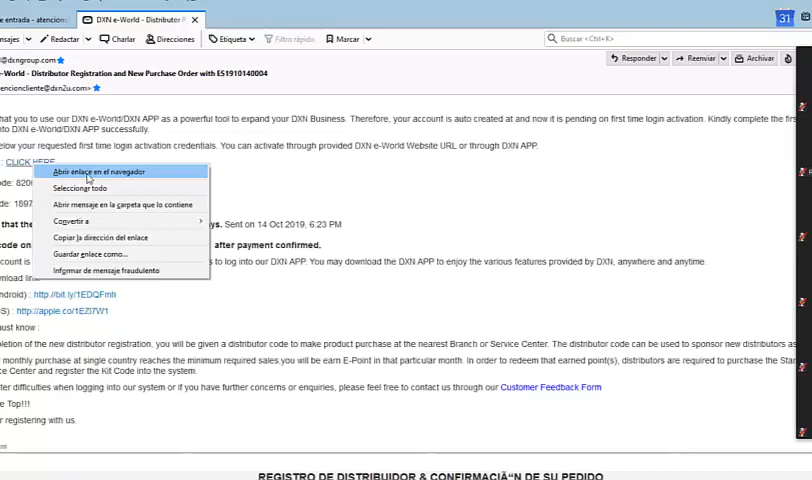 e entrada - atencion
DXN e-World - Distributor P
31
nsajes
Redactar
Charlar
Direcciones
Etiqueta
Filtro rápido
Marcar
Buscar <Ctrl+K>
l@dxngroup.com
e-World - Distributor Registration and New Purchase Order with ES1910140004
Responder
Reenviar
Archivar
tencioncliente@dxn2u.com
hat you to use our DXN e-World/DXN APP as a powerful tool to expand your DXN Business. Therefore, your account is auto created at and now it is pending on first time login activation. Kindly complete the firs
nto DXN e-World/DXN APP successfully.
elow your requested first time login activation credentials. You can activate through provided DXN e-World Website URL or through DXN APP.
: CLICK HERE
Abrir enlace en el navegador
ode: 820
Seleccionar todo
de: 1897
Abrir mensaje en la carpeta que lo contiene
Convertir a
that the
ys. Sent on 14 Oct 2019, 6:23 PM
Copiar la dirección del enlace
code on
after payment confirmed.
Guardar enlace como...
ccount is
s to log into our DXN APP. You may download the DXN APP to enjoy the various features provided by DXN, anywhere and anytime.
Informar de mensaje fraudulento
wnload link
ndroid) : http://bit.ly/1EDQFmh
S) : http://apple.co/1EZI7W1
must know :
letion of the new distributor registration, you will be given a distributor code to make product purchase at the nearest Branch or Service Center. The distributor code can be used to sponsor new distributors as
monthly purchase at single country reaches the minimum required sales you will be earn E-Point in that particular month. In order to redeem that earned point(s), distributors are required to purchase the Star
ce Center and register the Kit Code into the system.
ter difficulties when logging into our system or if you have further concerns or enquiries, please feel free to contact us through our Customer Feedback Form
e Top!!!
r registering with us.
REGISTRO DE DISTRIBUIDOR & CONFIRMACIÃ“N DE SU PEDIDO